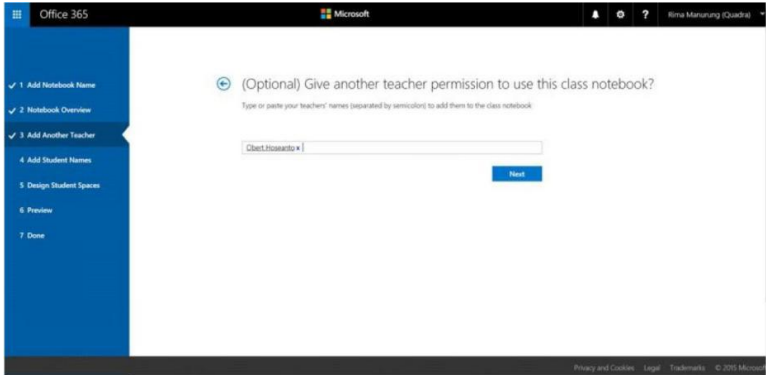 Office 365
Microsoft
?
Rima Manurung (Quadra)
✓ 1 Add Notebook Name
✓ 2 Notebook Overview
✓ 3 Add Another Teacher
4 Add Student Names
5 Design Student Spaces
6 Preview
7 Done
(Optional) Give another teacher permission to use this class notebook?
Type or paste your teachers' names (separated by semicolon) to add them to the class notebook
Obert Hoseanto x
Next
Privacy and Cookies Legal Trademarks © 2015 Microsoft